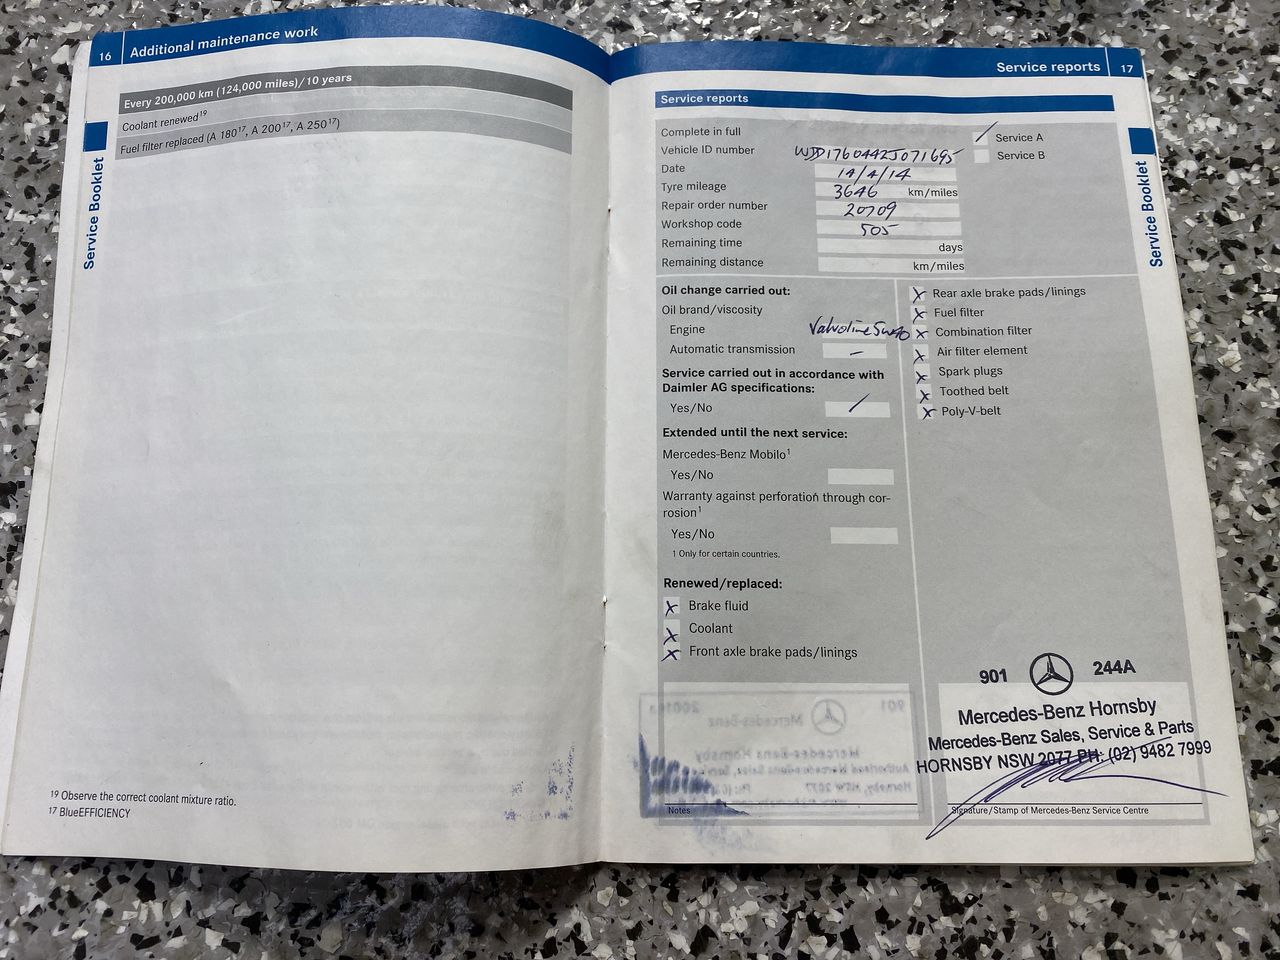 16 Additional maintenance work
Every 200,000 km (124,000 miles)/10 years
Coolant renewed19
Fuel filter replaced (A 18017, A 20017, A 25017)
Service Booklet
19 Observe the correct coolant mixture ratio.
17 BlueEFFICIENCY
Service reports 17
Service reports
Complete in full
Service A
Vehicle ID number WDD1760442J071695
Service B
Date 14/4/14
Tyre mileage 3646 km/miles
Repair order number 20709
Workshop code 505
Remaining time days
Remaining distance km/miles
Service Booklet
Oil change carried out:
Oil brand/viscosity
Engine Valvoline 5w40
Automatic transmission –
Service carried out in accordance with
Daimler AG specifications:
Yes/No
Extended until the next service:
Mercedes-Benz Mobilo1
Yes/No
Warranty against perforation through cor-
rosion1
Yes/No
1 Only for certain countries.
Renewed/replaced:
X Brake fluid
X Coolant
X Front axle brake pads/linings
X Rear axle brake pads/linings
X Fuel filter
X Combination filter
X Air filter element
X Spark plugs
X Toothed belt
X Poly-V-belt
Notes
901 244A
Mercedes-Benz Hornsby
Mercedes-Benz Sales, Service & Parts
HORNSBY NSW 2077 PH: (02) 9482 7999
Signature/Stamp of Mercedes-Benz Service Centre